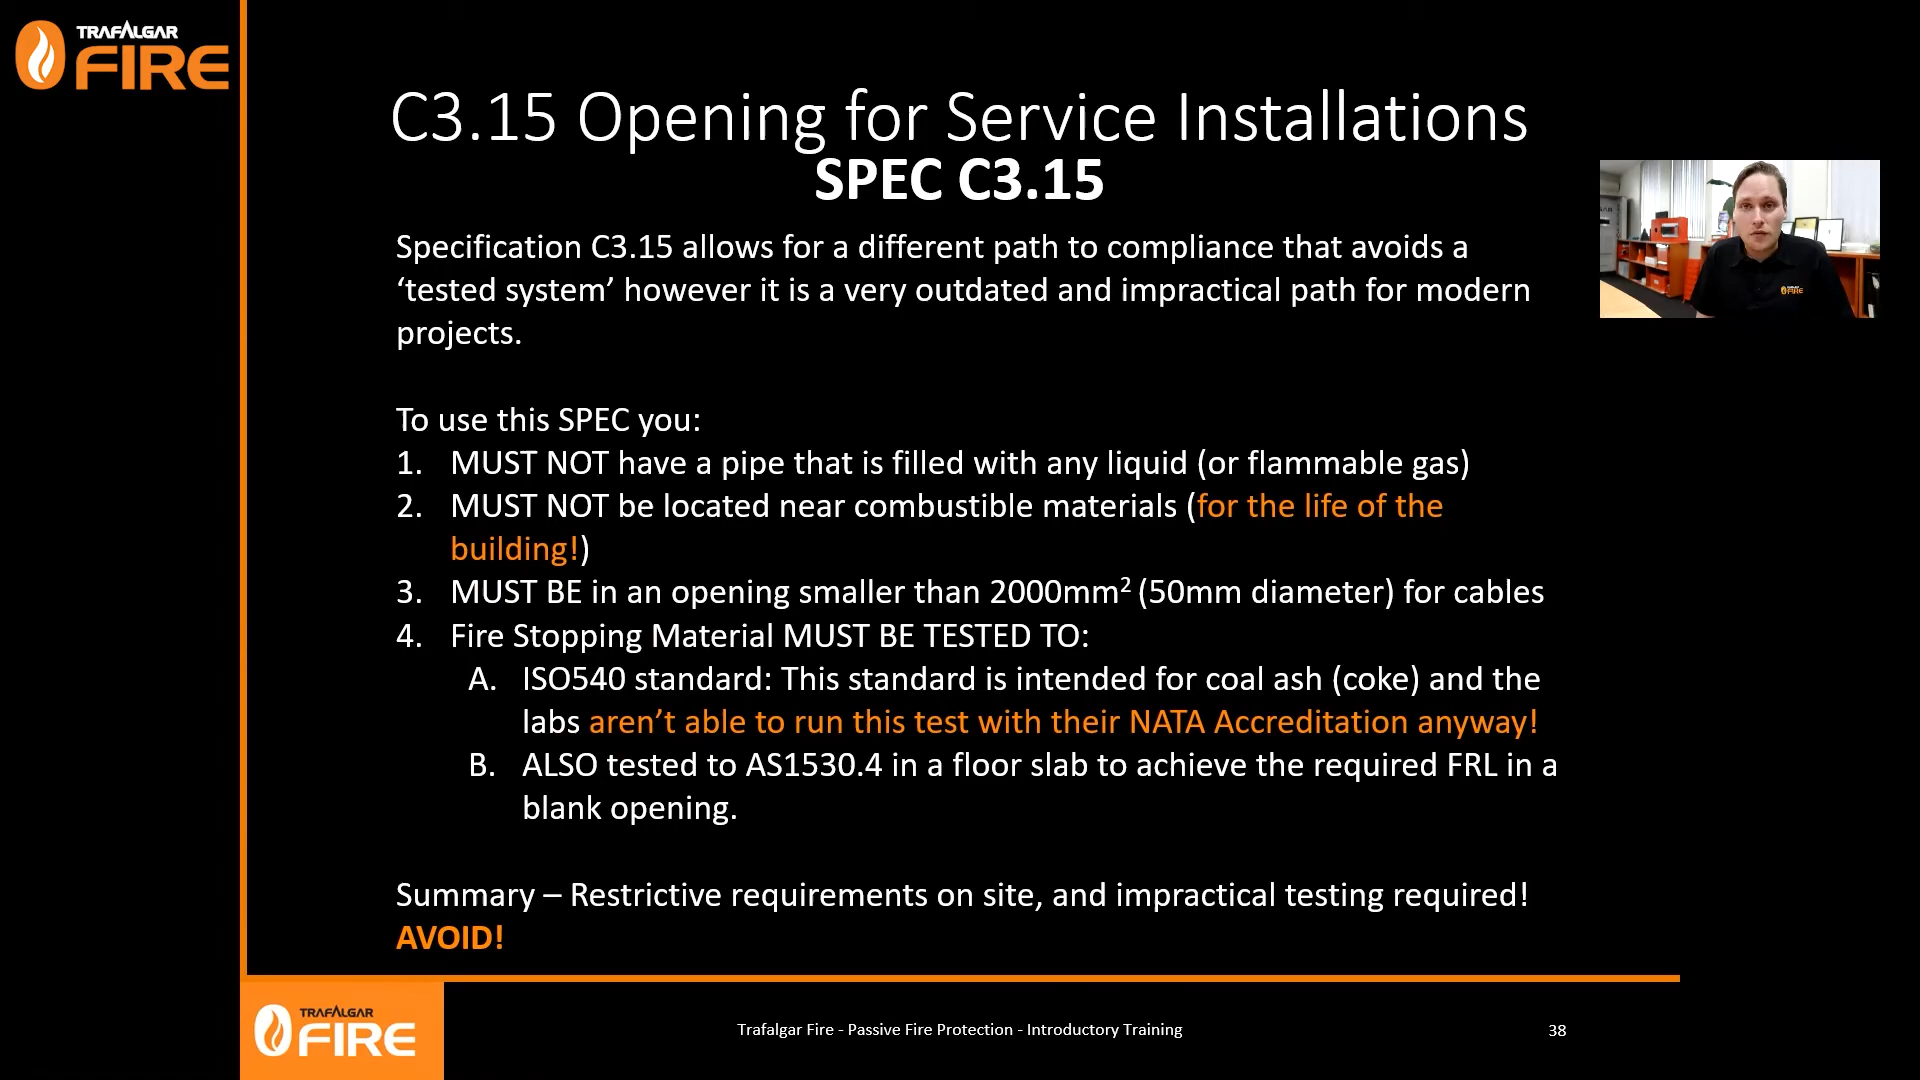 TRAFALGAR
FIRE
C3.15 Opening for Service Installations
SPEC C3.15
Specification C3.15 allows for a different path to compliance that avoids a
‘tested system’ however it is a very outdated and impractical path for modern
projects.
To use this SPEC you:
1. MUST NOT have a pipe that is filled with any liquid (or flammable gas)
2. MUST NOT be located near combustible materials (for the life of the
building!)
3. MUST BE in an opening smaller than 2000mm² (50mm diameter) for cables
4. Fire Stopping Material MUST BE TESTED TO:
A. ISO540 standard: This standard is intended for coal ash (coke) and the
labs aren’t able to run this test with their NATA Accreditation anyway!
B. ALSO tested to AS1530.4 in a floor slab to achieve the required FRL in a
blank opening.
Summary – Restrictive requirements on site, and impractical testing required!
AVOID!
TRAFALGAR
FIRE
Trafalgar Fire - Passive Fire Protection - Introductory Training
38